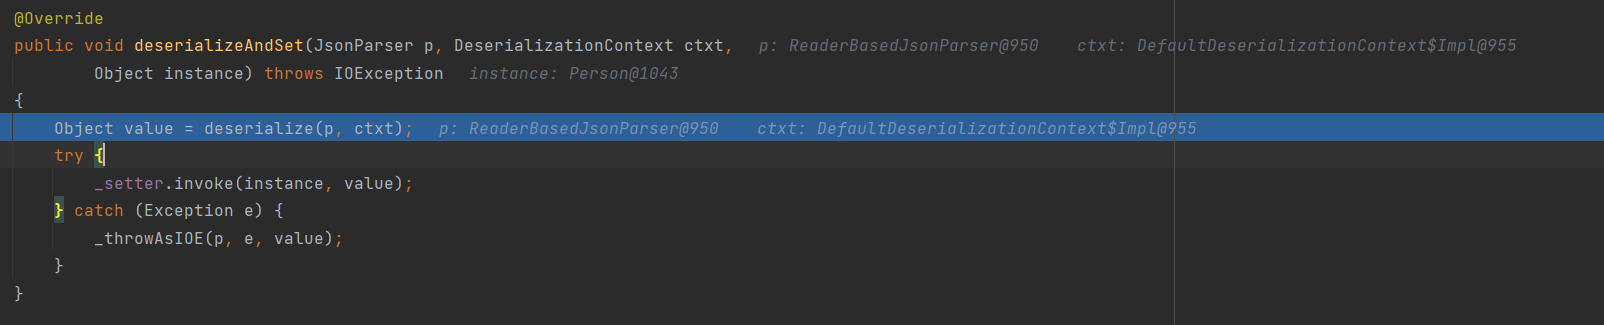 @Override
public void deserializeAndSet(JsonParser p, DeserializationContext ctxt, p: ReaderBasedJsonParser@950 ctxt: DefaultDeserializationContext$Impl@955
Object instance) throws IOException instance: Person@1043
{
Object value = deserialize(p, ctxt); p: ReaderBasedJsonParser@950 ctxt: DefaultDeserializationContext$Impl@955
try {
_setter.invoke(instance, value);
} catch (Exception e) {
_throwAsIOE(p, e, value);
}
}